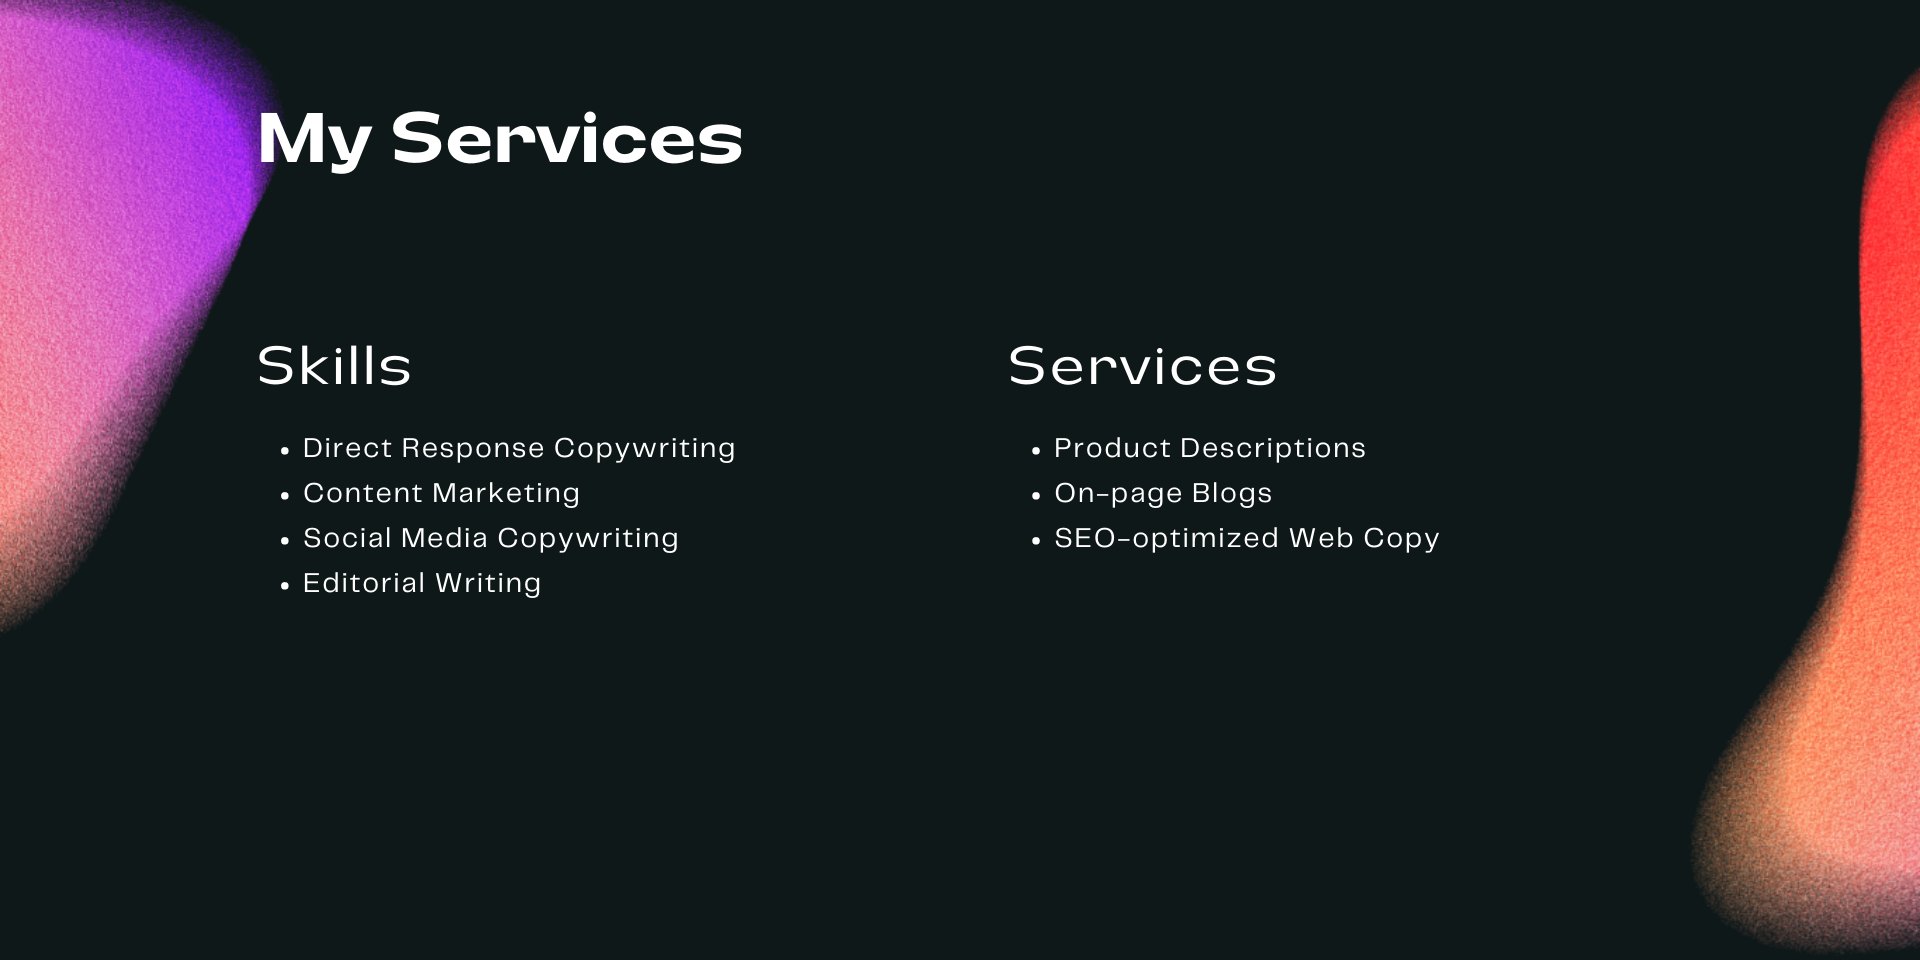 My Services
Skills
• Direct Response Copywriting
• Content Marketing
• Social Media Copywriting
• Editorial Writing
Services
• Product Descriptions
• On-page Blogs
• SEO-optimized Web Copy